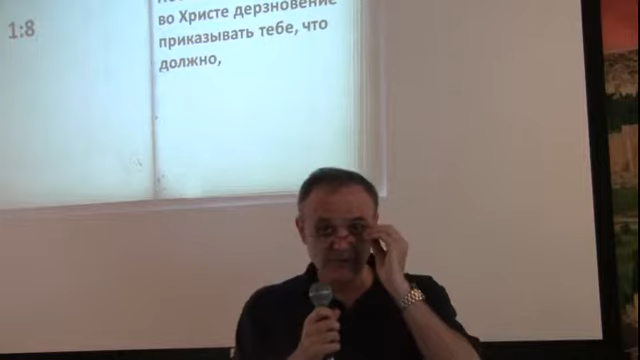 1:8
во Христе дерзновение
приказывать тебе, что
должно,